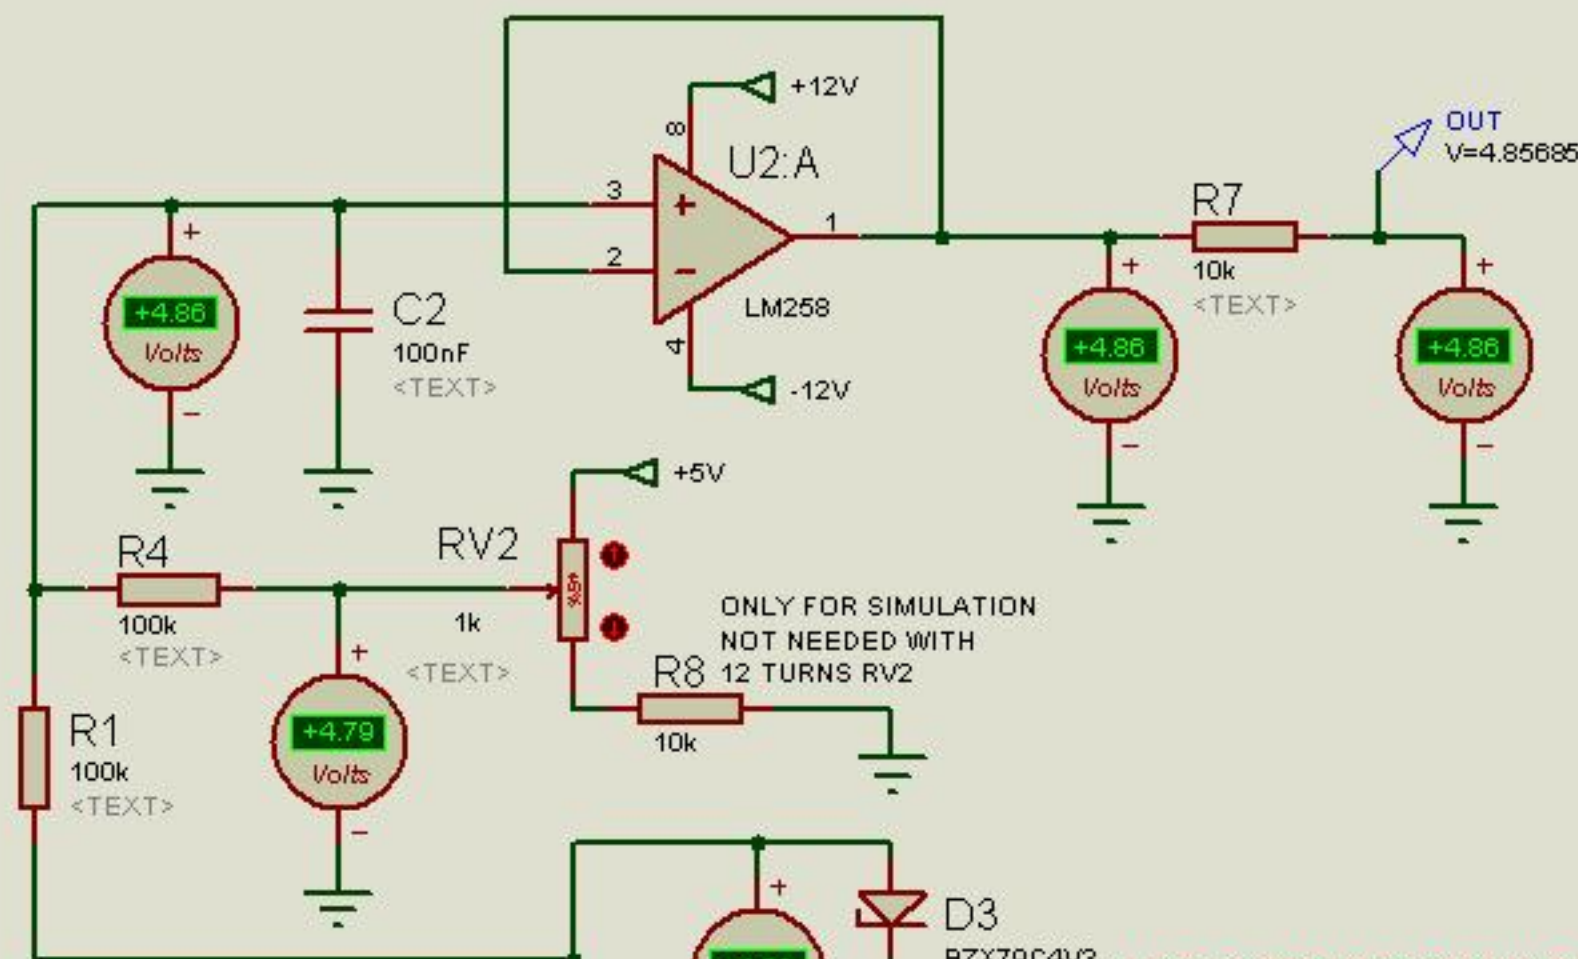 +12V
8
U2:A
OUT
V=4.85685
3
+
1
R7
2
−
10k
<TEXT>
+
+4.86
Volts
−
C2
100nF
<TEXT>
LM258
4
-12V
+
+4.86
Volts
−
+
+4.86
Volts
−
+5V
R4
100k
<TEXT>
RV2
1k
<TEXT>
ONLY FOR SIMULATION
NOT NEEDED WITH
12 TURNS RV2
R8
10k
R1
100k
<TEXT>
+
+4.79
Volts
−
+
D3